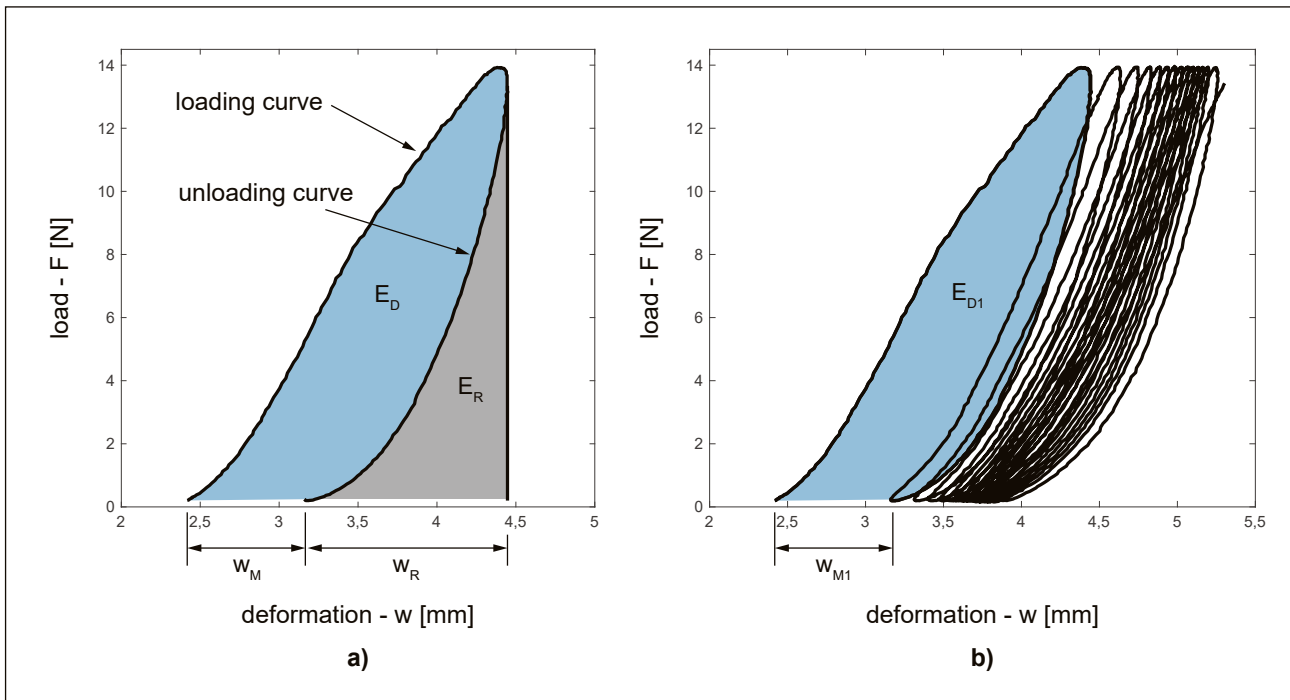 14
12
10
8
6
4
2
0
load - F [N]
loading curve
unloading curve
E_D
E_R
2
2,5
3
3,5
4
4,5
5
w_M
w_R
deformation - w [mm]
a)
14
12
10
8
6
4
2
0
load - F [N]
E_D1
2
2,5
3
3,5
4
4,5
5
5,5
w_M1
deformation - w [mm]
b)